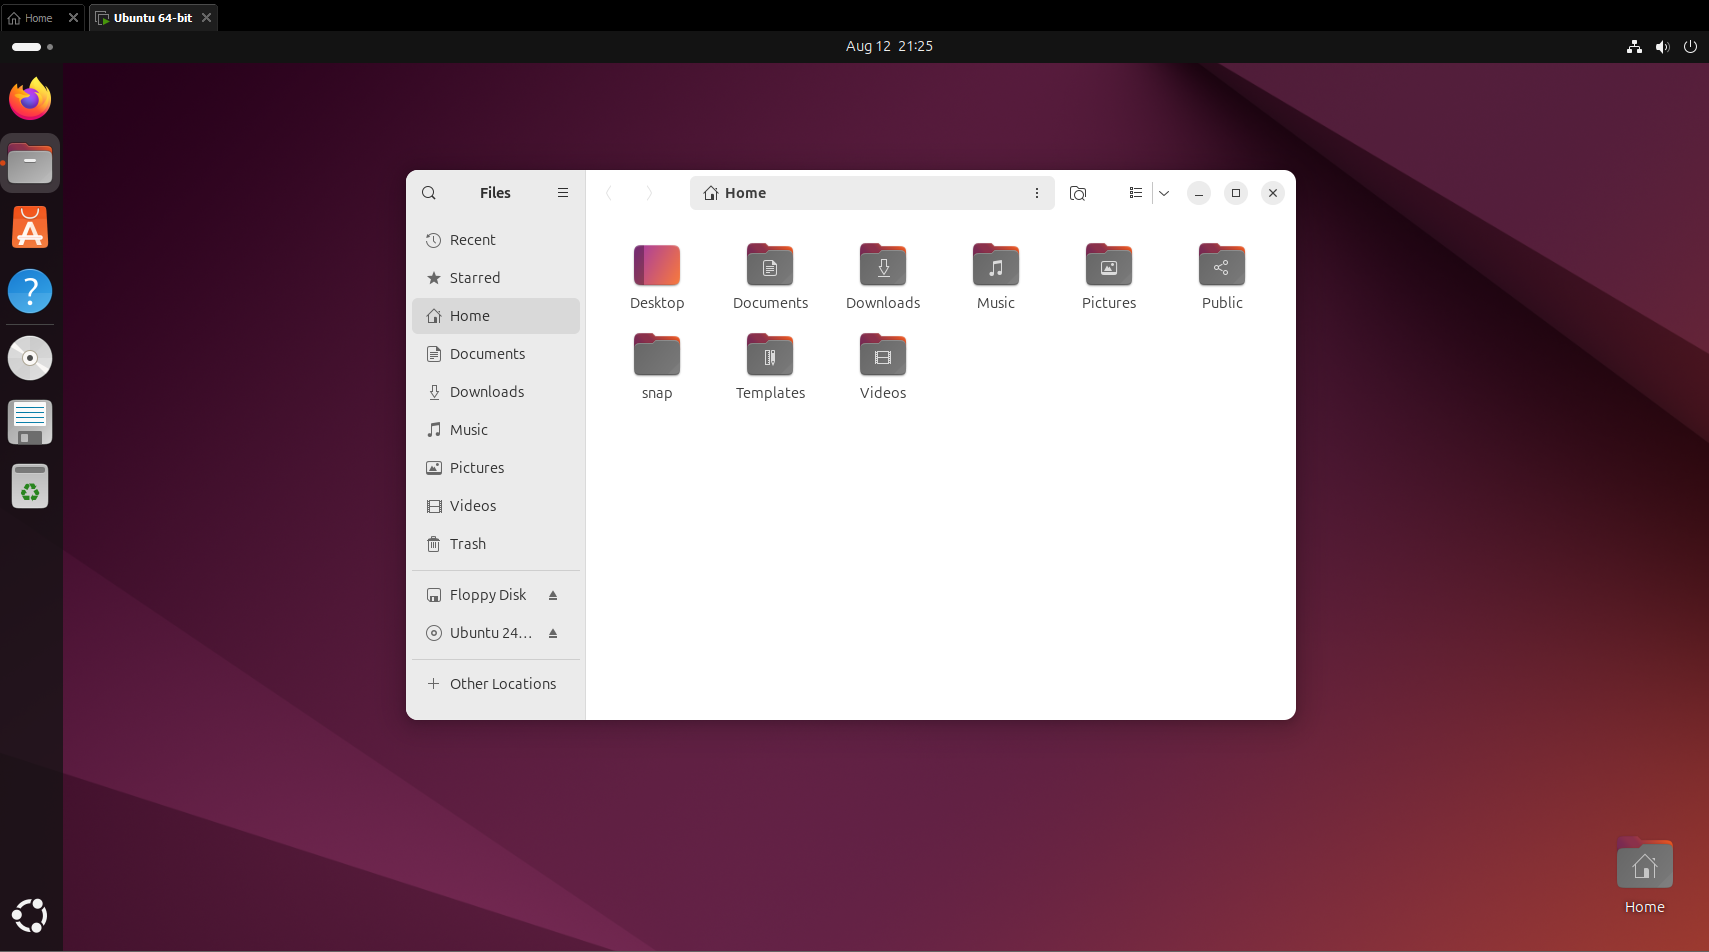 Home
Ubuntu 64-bit
Aug 12 21:25
Files
Home
Recent
Starred
Home
Documents
Downloads
Music
Pictures
Videos
Trash
Floppy Disk
Ubuntu 24...
Other Locations
Desktop
Documents
Downloads
Music
Pictures
Public
snap
Templates
Videos
Home